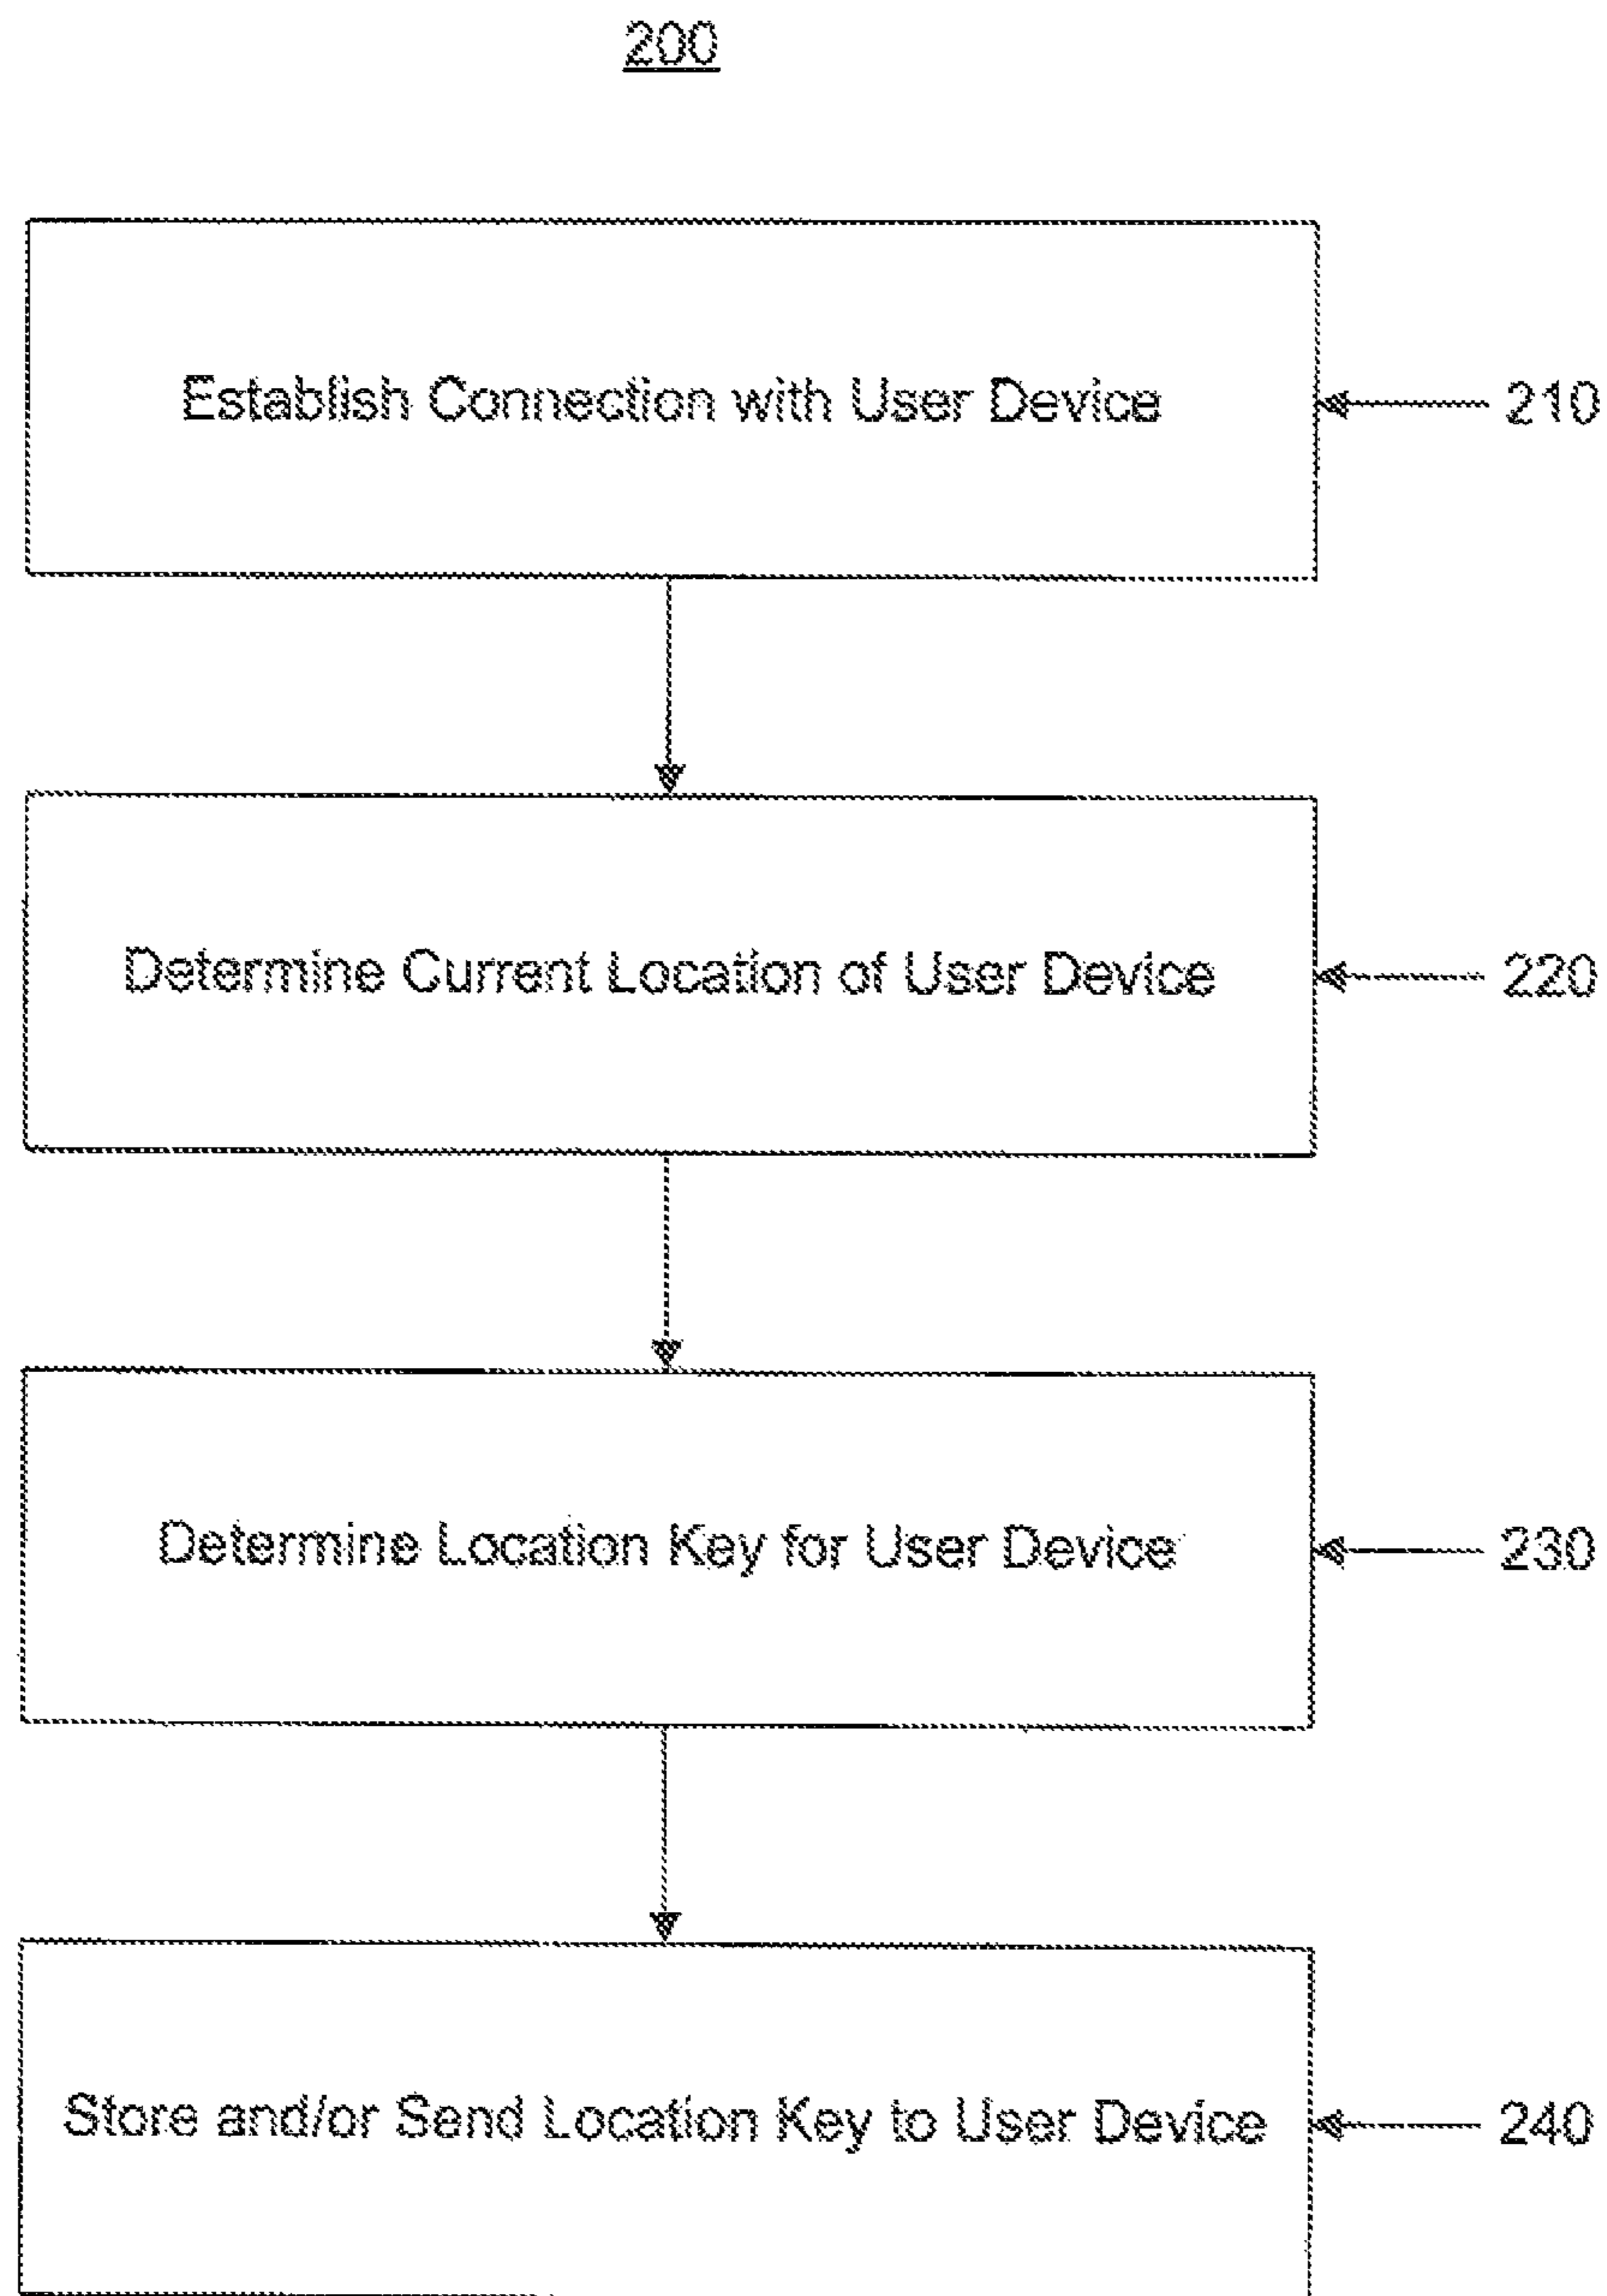 200
Establish Connection with User Device
210
Determine Current Location of User Device
220
Determine Location Key for User Device
230
Store and/or Send Location Key to User Device
240